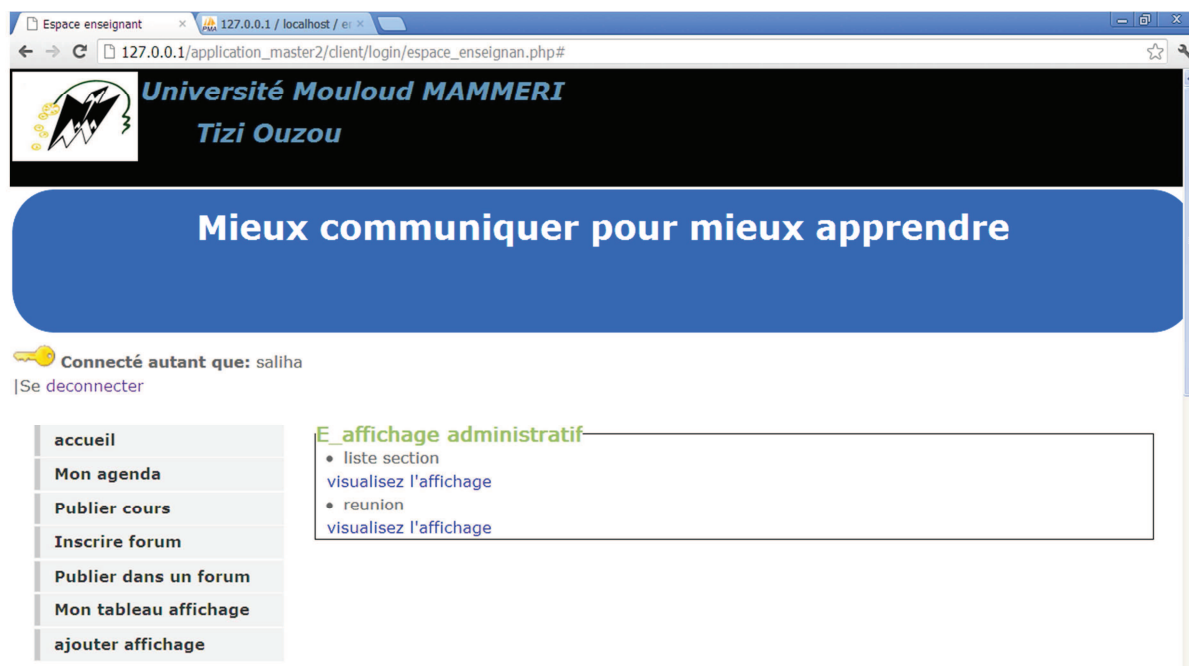 Espace enseignant
127.0.0.1 / localhost / er
127.0.0.1/application_master2/client/login/espace_enseignan.php#
Université Mouloud MAMMERI
Tizi Ouzou
Mieux communiquer pour mieux apprendre
Connecté autant que: saliha
|Se deconnecter
accueil
Mon agenda
Publier cours
Inscrire forum
Publier dans un forum
Mon tableau affichage
ajouter affichage
E_affichage administratif
• liste section
visualisez l'affichage
• reunion
visualisez l'affichage